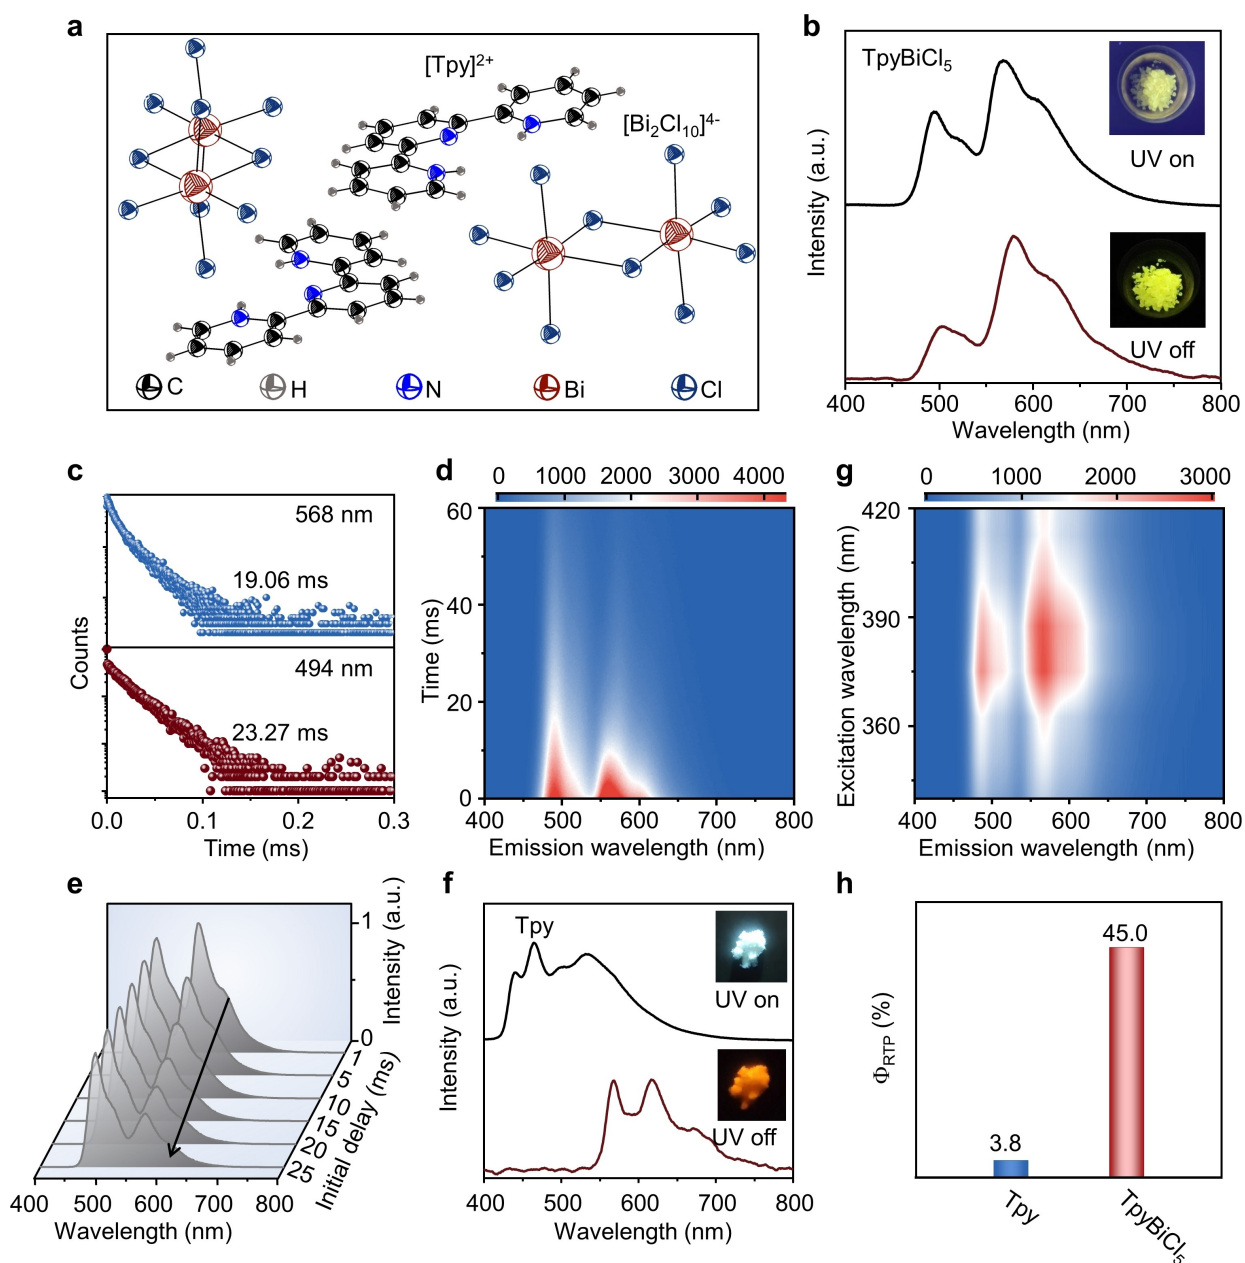 a
[Tpy]²⁺
[Bi₂Cl₁₀]⁴⁻
C H N Bi Cl
b
TpyBiCl₅
UV on
UV off
Intensity (a.u.)
400 500 600 700 800
Wavelength (nm)
c
568 nm
19.06 ms
494 nm
23.27 ms
Counts
0.0 0.1 0.2 0.3
Time (ms)
d
0 1000 2000 3000 4000
60
40
20
0
Time (ms)
400 500 600 700 800
Emission wavelength (nm)
g
0 1000 2000 3000
420
390
360
Excitation wavelength (nm)
400 500 600 700 800
Emission wavelength (nm)
e
1
0
Intensity (a.u.)
1
5
10
15
20
25
Initial delay (ms)
400 500 600 700 800
Wavelength (nm)
f
Tpy
UV on
UV off
Intensity (a.u.)
400 500 600 700 800
Wavelength (nm)
h
45.0
3.8
Φ_RTP (%)
Tpy
TpyBiCl₅